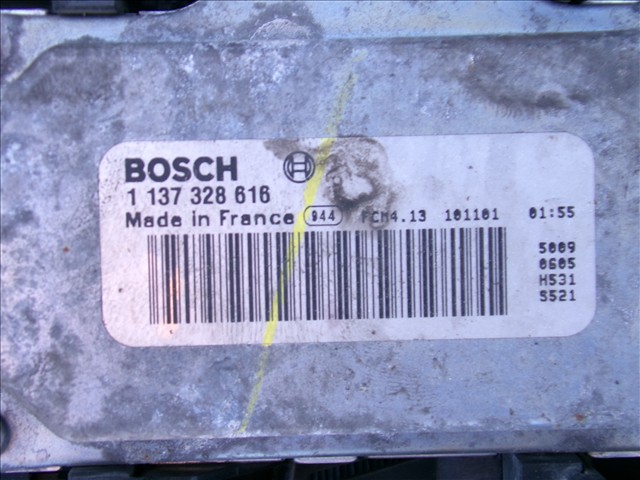 BOSCH
1 137 328 616
Made in France 944 FCM4.13 101101 01:55
5009
0605
H531
S521